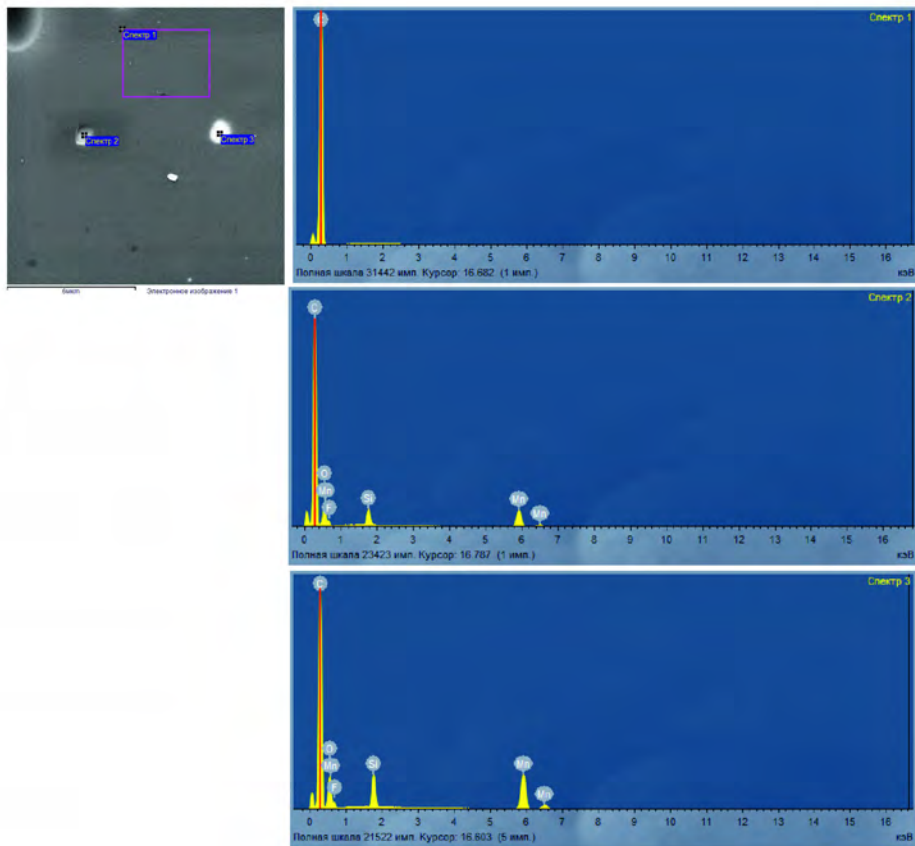 Спектр 1
Спектр 2
Спектр 3
6мкм
Электронное изображение 1
C
Спектр 1
0 1 2 3 4 5 6 7 8 9 10 11 12 13 14 15 16
Полная шкала 31442 имп. Курсор: 16.682 (1 имп.)
кэВ
Спектр 2
C
O
Mn
F
Si
Mn
Mn
0 1 2 3 4 5 6 7 8 9 10 11 12 13 14 15 16
Полная шкала 23423 имп. Курсор: 16.787 (1 имп.)
кэВ
Спектр 3
C
O
Mn
F
Si
Mn
Mn
0 1 2 3 4 5 6 7 8 9 10 11 12 13 14 15 16
Полная шкала 21522 имп. Курсор: 16.803 (5 имп.)
кэВ